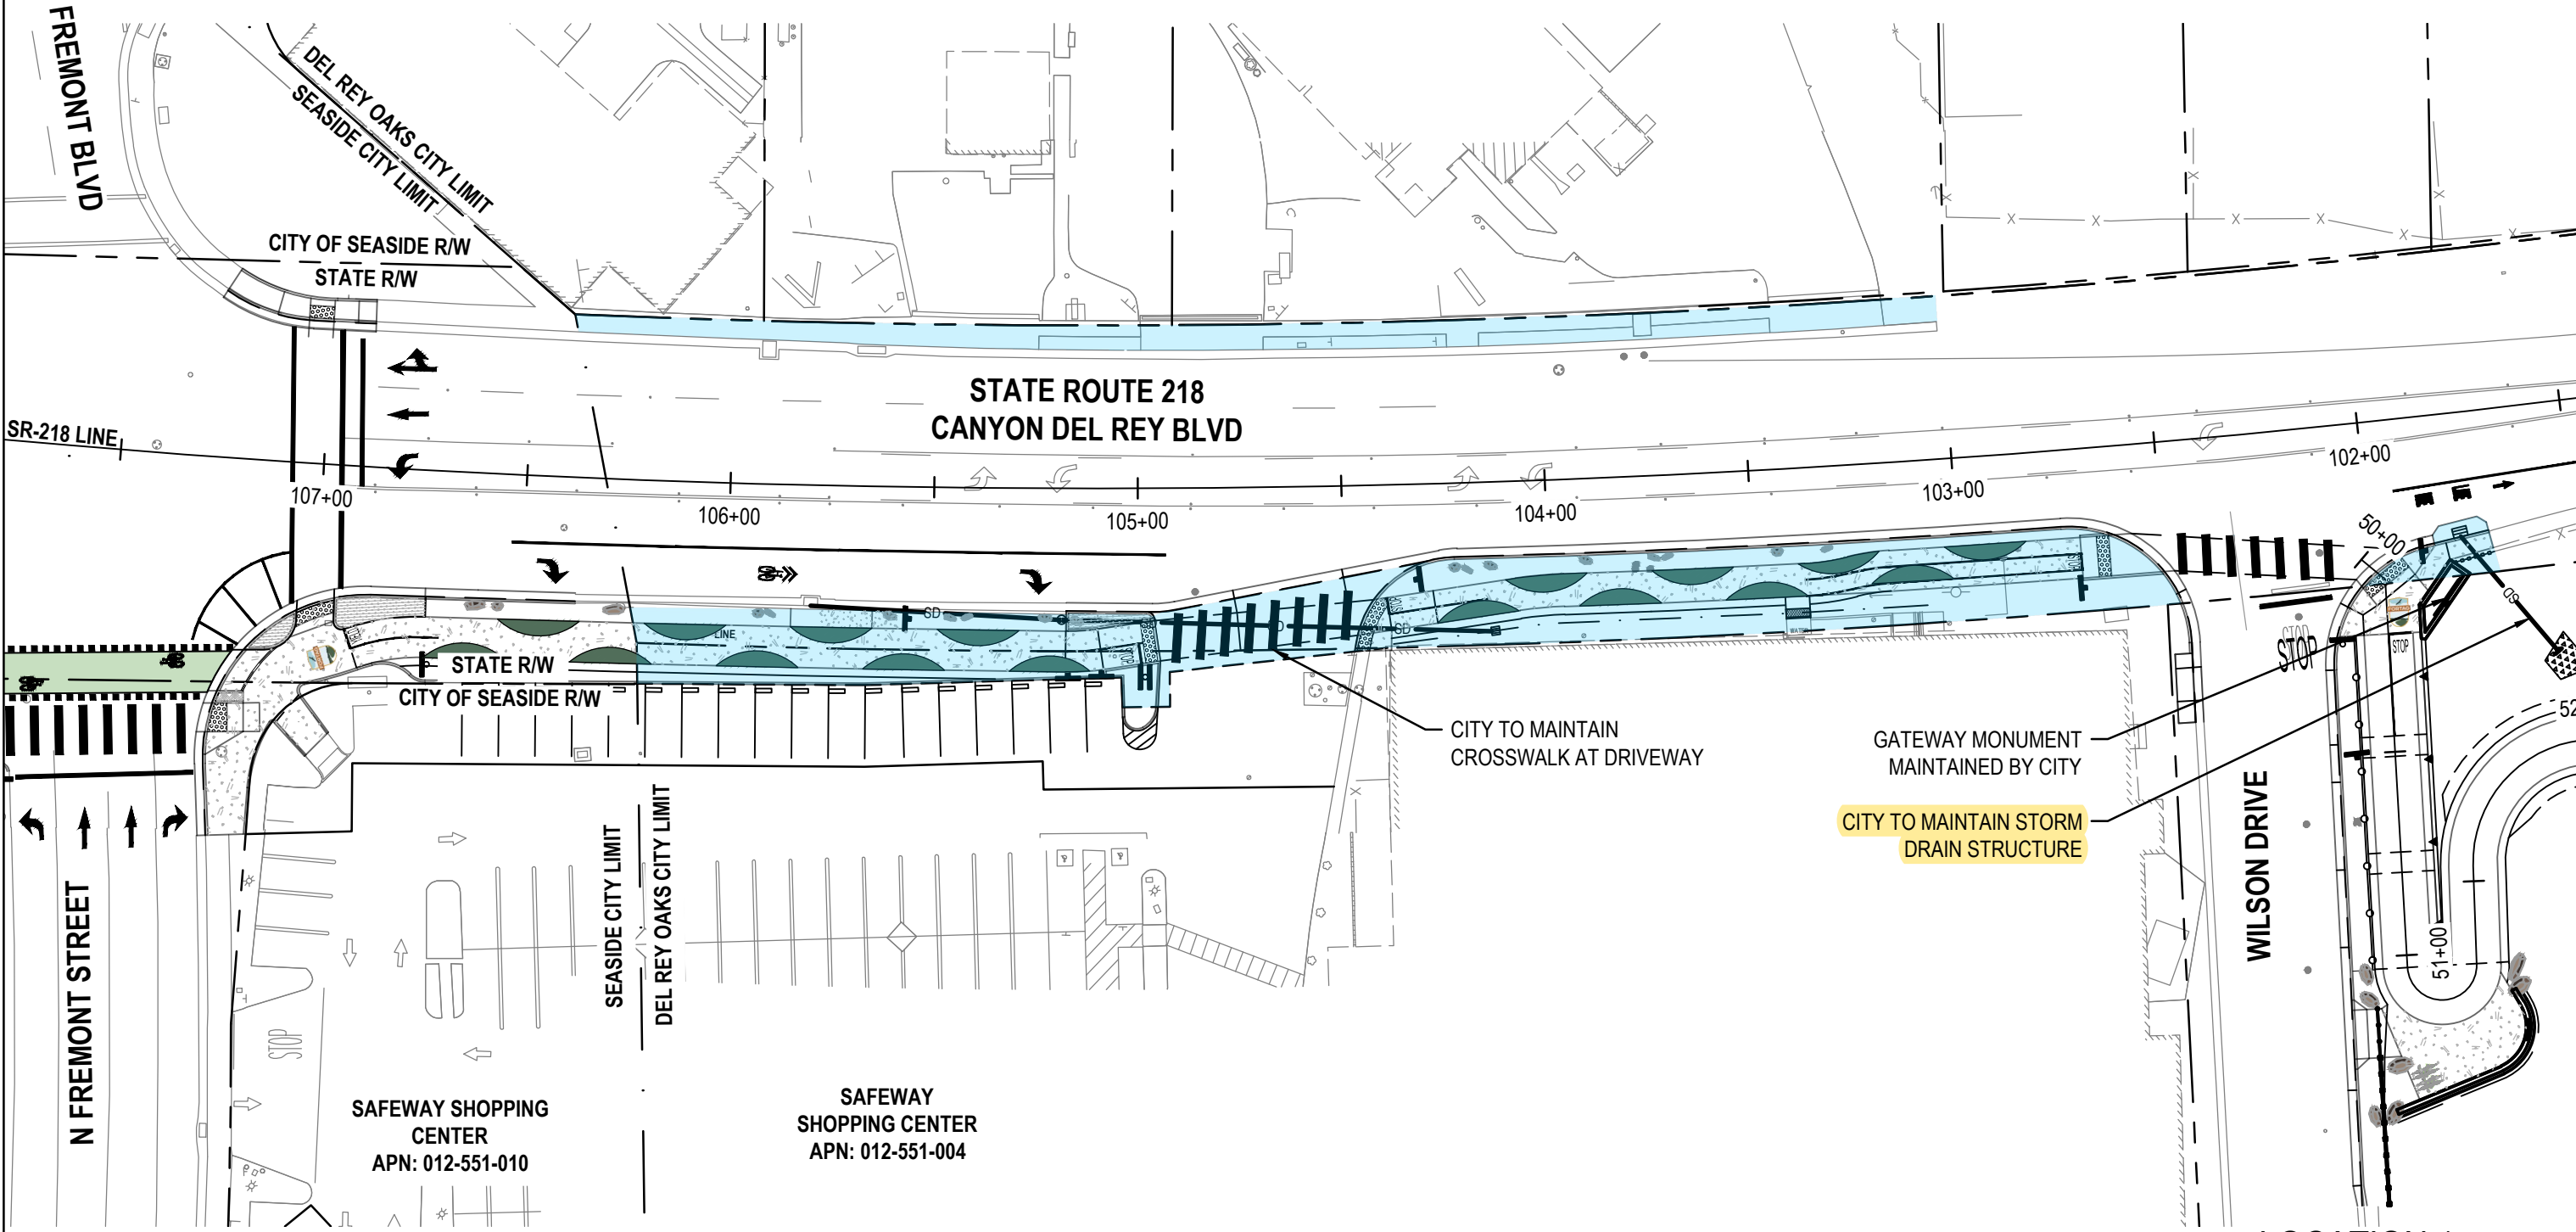 FREMONT BLVD
DEL REY OAKS CITY LIMIT
SEASIDE CITY LIMIT
CITY OF SEASIDE R/W
STATE R/W
STATE ROUTE 218
CANYON DEL REY BLVD
SR-218 LINE
107+00
106+00
105+00
104+00
103+00
102+00
50+00
SD
SD
LINE
STATE R/W
CITY OF SEASIDE R/W
STOP
STOP
CITY TO MAINTAIN
CROSSWALK AT DRIVEWAY
GATEWAY MONUMENT
MAINTAINED BY CITY
CITY TO MAINTAIN STORM
DRAIN STRUCTURE
52
WILSON DRIVE
51+00
N FREMONT STREET
STOP
SEASIDE CITY LIMIT
DEL REY OAKS CITY LIMIT
SAFEWAY SHOPPING
CENTER
APN: 012-551-010
SAFEWAY
SHOPPING CENTER
APN: 012-551-004